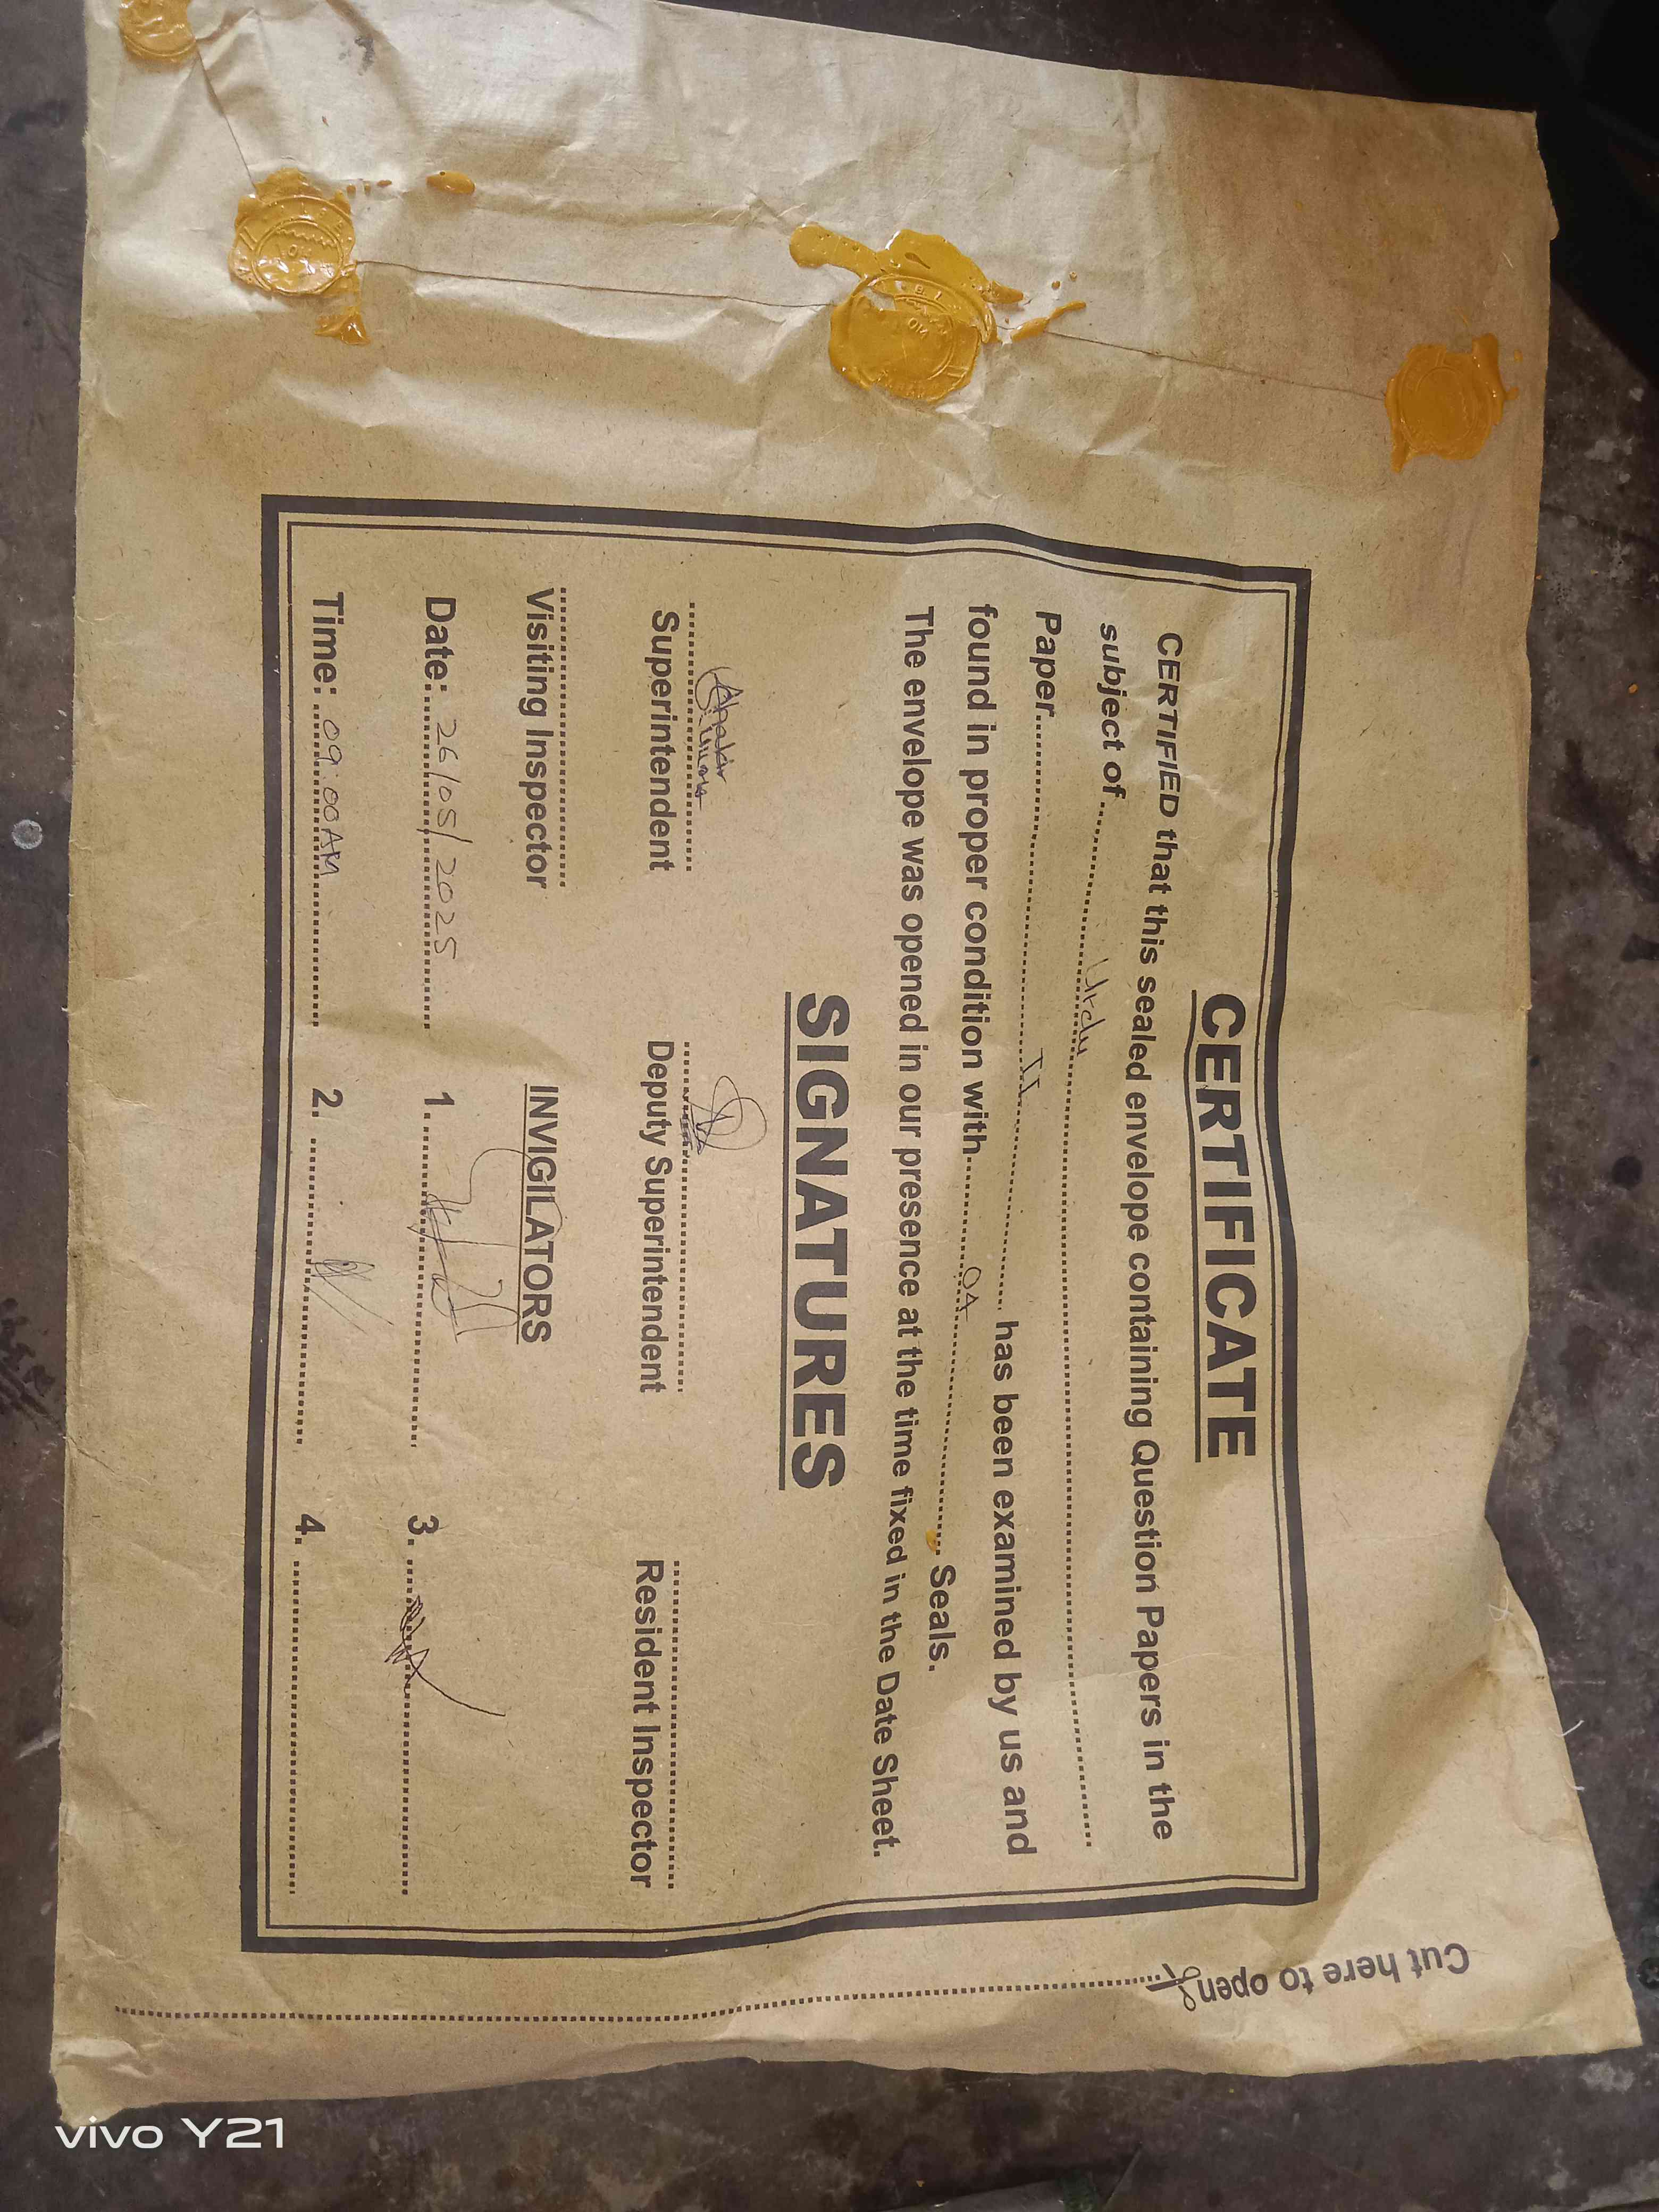 CERTIFICATE
CERTIFIED that this sealed envelope containing Question Papers in the
subject of..........Urdu..........
Paper..........II.......... has been examined by us and
found in proper condition with..........04.......... Seals.
The envelope was opened in our presence at the time fixed in the Date Sheet.
SIGNATURES
Superintendent Deputy Superintendent Resident Inspector
Visiting Inspector INVIGILATORS
Date: 26/05/2025 1. 3.
Time: 09:00 AM 2. 4.
Cut here to open
vivo Y21